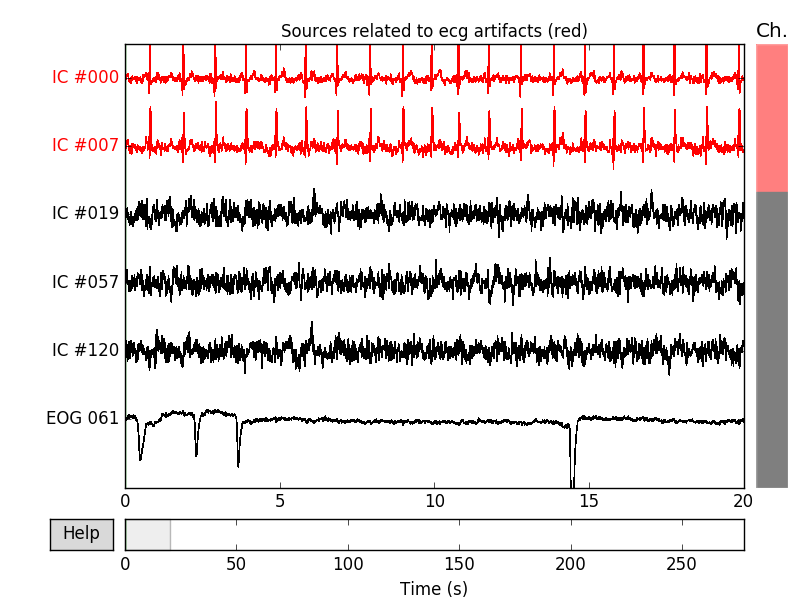 Sources related to ecg artifacts (red)
Ch.
IC #000
IC #007
IC #019
IC #057
IC #120
EOG 061
0 5 10 15 20
Help
0 50 100 150 200 250
Time (s)